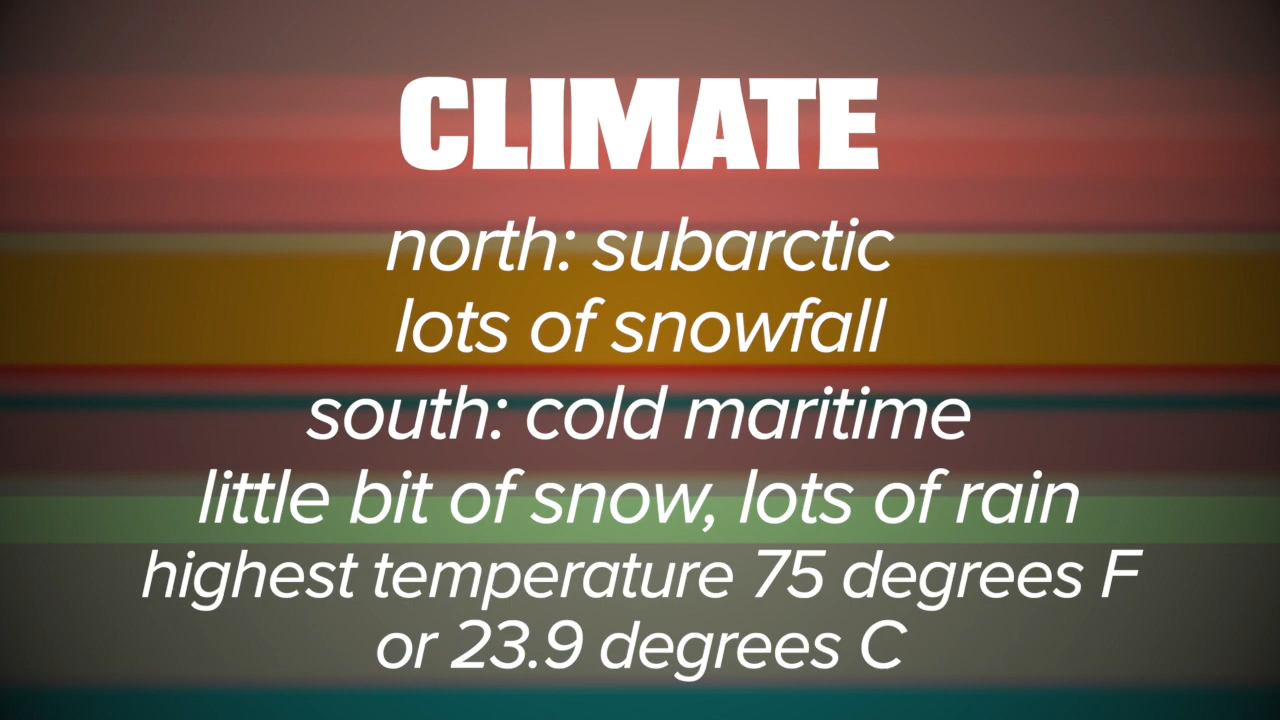 CLIMATE
north: subarctic
lots of snowfall
south: cold maritime
little bit of snow, lots of rain
highest temperature 75 degrees F
or 23.9 degrees C